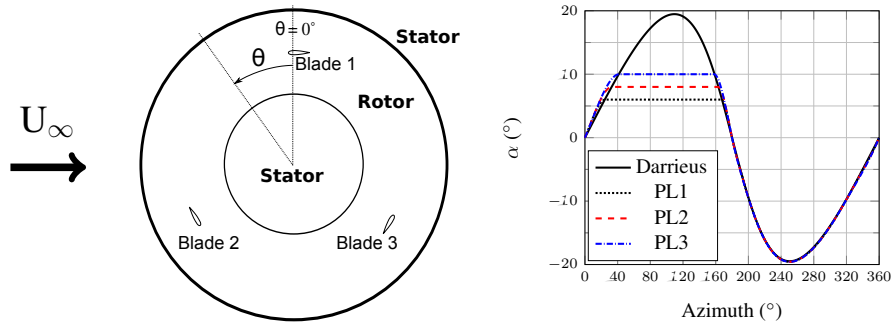 θ = 0°
Stator
Blade 1
θ
Rotor
U∞
Stator
Blade 2
Blade 3
20
10
0
−10
−20
α (°)
Darrieus
PL1
PL2
PL3
0 40 80 120 160 200 240 280 320 360
Azimuth (°)